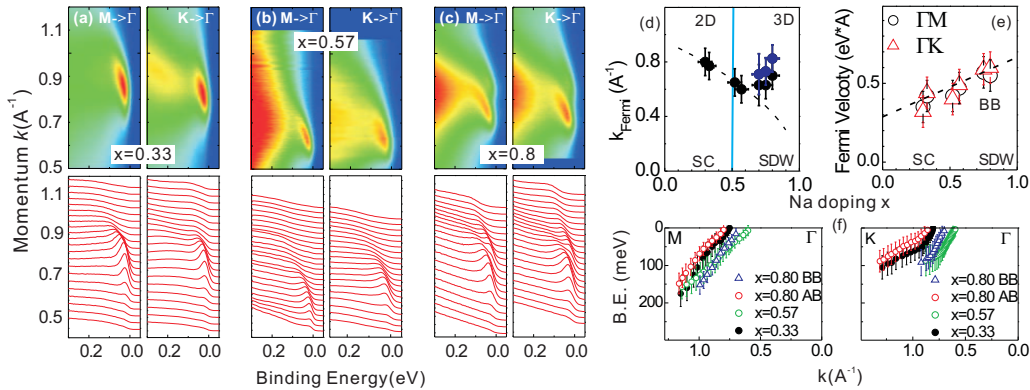 (a) M->Γ K->Γ
x=0.33
(b) M->Γ K->Γ
x=0.57
(c) M->Γ K->Γ
x=0.8
Momentum k(A⁻¹)
1.1
0.9
0.7
0.5
1.1
0.9
0.7
0.5
0.2 0.0 0.2 0.0 0.2 0.0 0.2 0.0 0.2 0.0 0.2 0.0
Binding Energy(eV)
(d)
2D 3D
k_Fermi (A⁻¹)
1.2
0.8
0.4
0.0
SC SDW
0.0 0.5 1.0
Na doping x
(e)
ΓM
ΓK
Fermi Velocoty (eV*A)
0.8
0.4
0.0
BB
SC SDW
0.0 0.5 1.0
(f)
M Γ
B.E. (meV)
0
100
200
x=0.80 BB
x=0.80 AB
x=0.57
x=0.33
1.0 0.5 0.0
K Γ
x=0.80 BB
x=0.80 AB
x=0.57
x=0.33
1.0 0.5 0.0
k(A⁻¹)